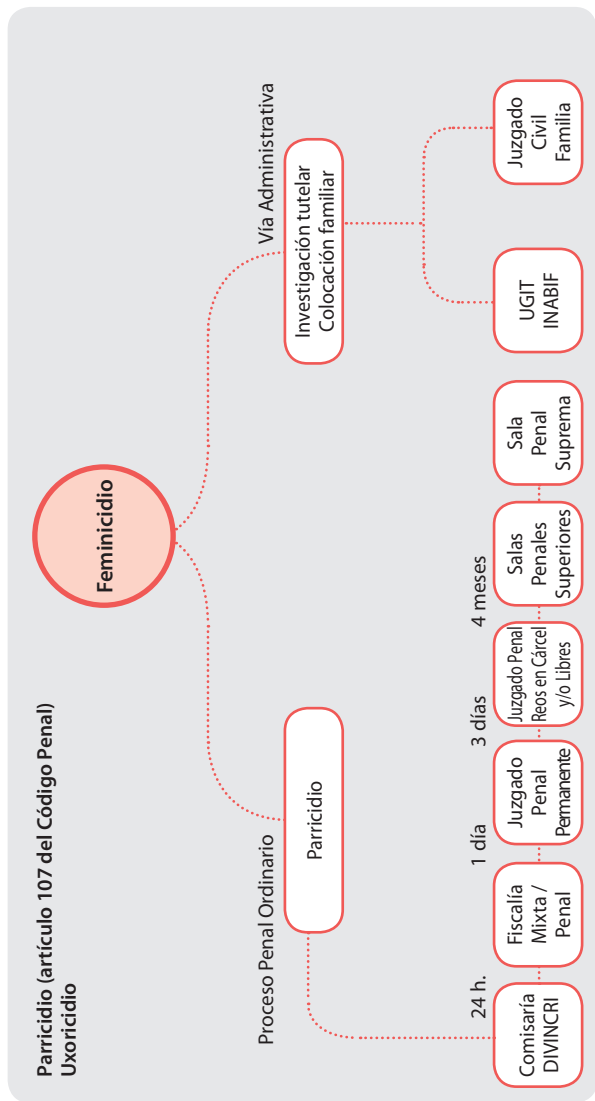 Parricidio (artículo 107 del Código Penal)
Uxoricidio
Feminicidio
Proceso Penal Ordinario
Parricidio
Vía Administrativa
Investigación tutelar
Colocación familiar
24 h.
1 día
3 días
4 meses
Comisaría
DIVINCRI
Fiscalía
Mixta /
Penal
Juzgado
Penal
Permanente
Juzgado Penal
Reos en Cárcel
y/o Libres
Salas
Penales
Superiores
Sala
Penal
Suprema
UGIT
INABIF
Juzgado
Civil
Familia